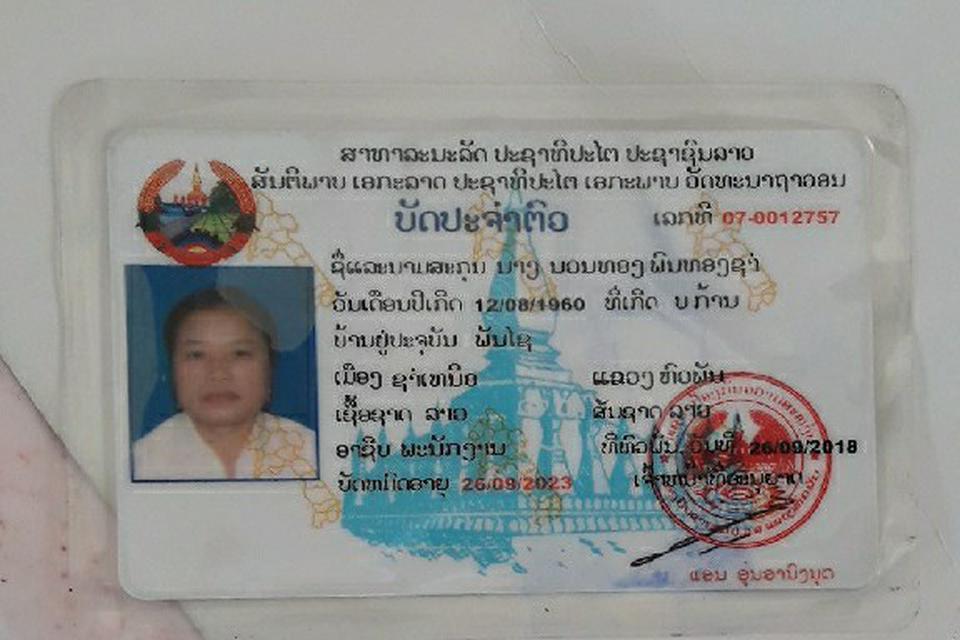 ສາທາລະນະລັດ ປະຊາທິປະໄຕ ປະຊາຊົນລາວ
ສັນຕິພາບ ເອກະລາດ ປະຊາທິປະໄຕ ເອກະພາບ ວັດທະນາຖາວອນ
ບັດປະຈຳຕົວ ເລກທີ 07-0012757
ຊື່ແລະນາມສະກຸນ ນາງ ພອນທອງ ພົມທອງຊາ
ວັນເດືອນປີເກີດ 12/08/1960 ທີ່ເກີດ ບ ກ້ານ
ບ້ານຢູ່ປະຈຸບັນ ພັນໄຊ
ເມືອງ ຊຳເໜືອ ແຂວງ ຫົວພັນ
ເຊື້ອຊາດ ລາວ ສັນຊາດ ລາວ
ອາຊີບ ພະນັກງານ ທີ່ຫົວພັນ, ວັນທີ 26/09/2018
ບັດໝົດອາຍຸ 26/09/2023 ເຈົ້າໜ້າທີ່ອະນຸຍາດ